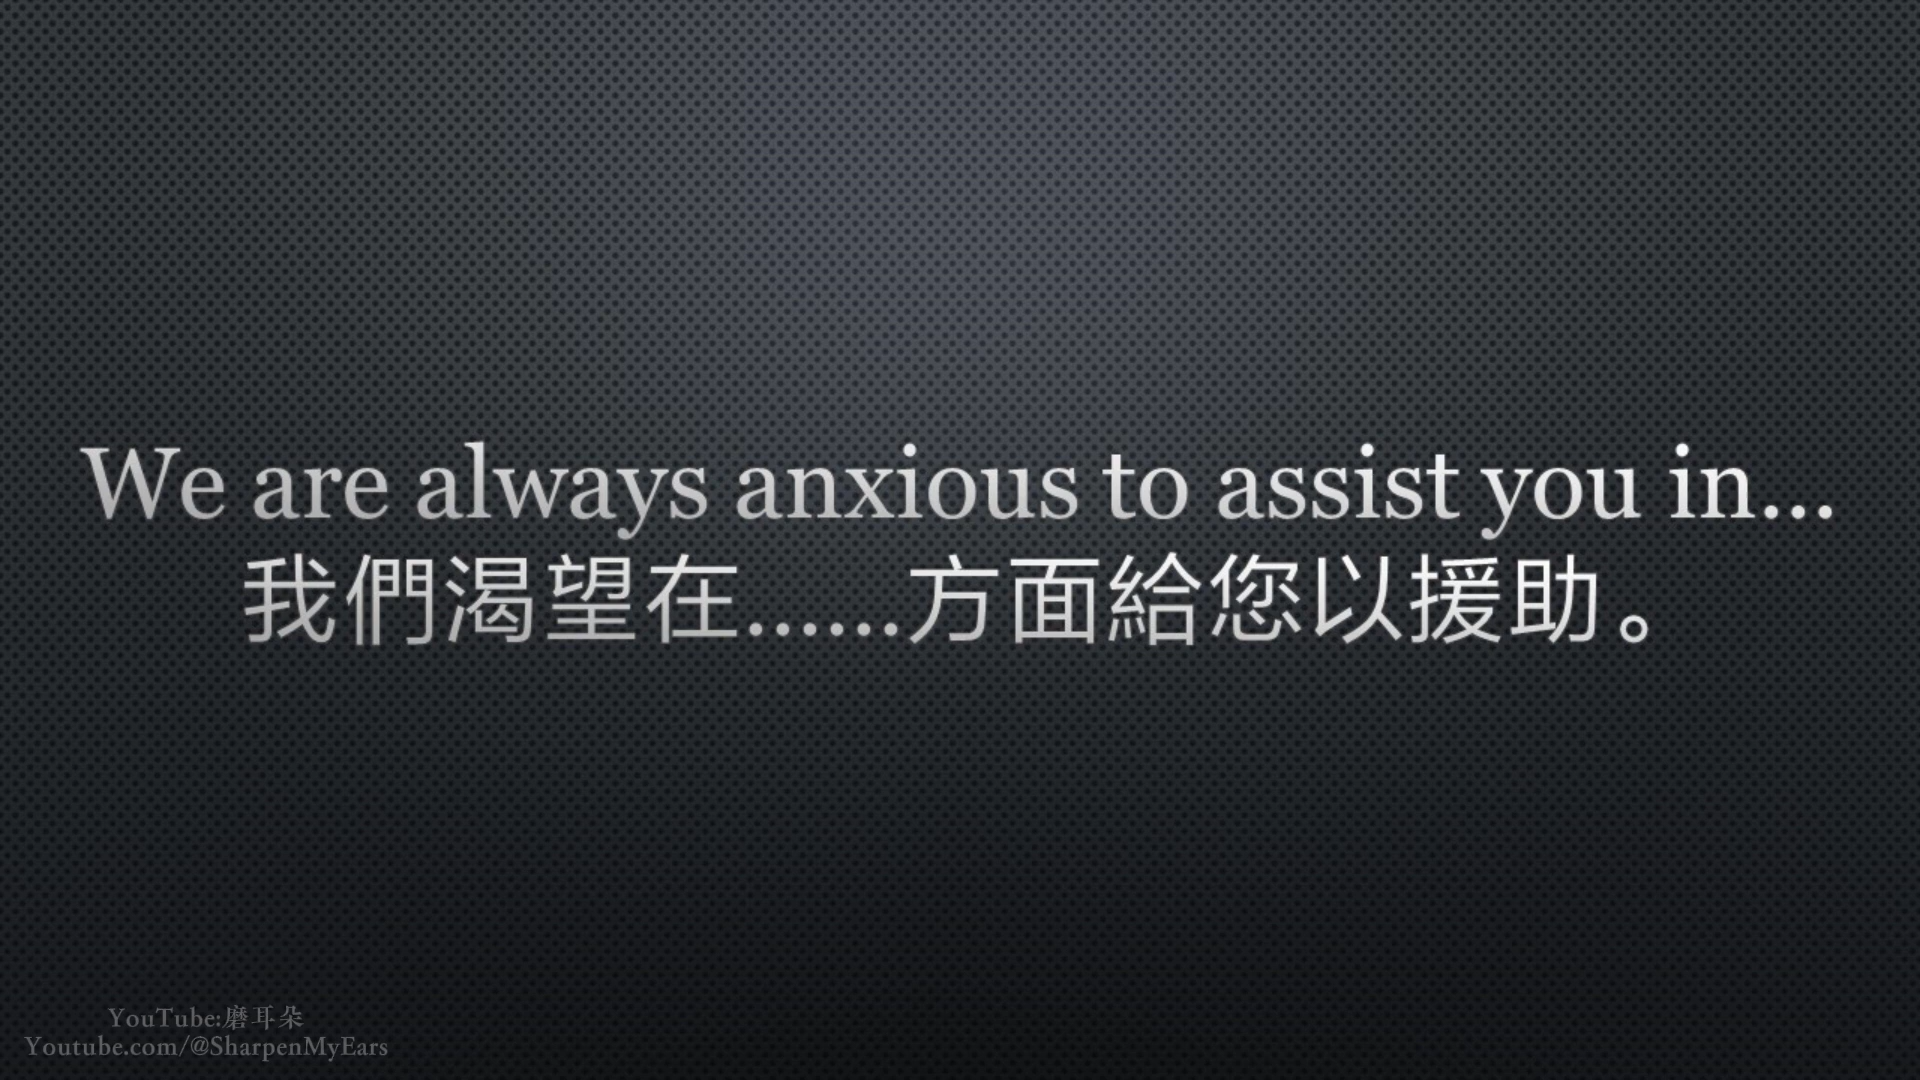 We are always anxious to assist you in...
我們渴望在......方面給您以援助。
YouTube:磨耳朵
Youtube.com/@SharpenMyEars